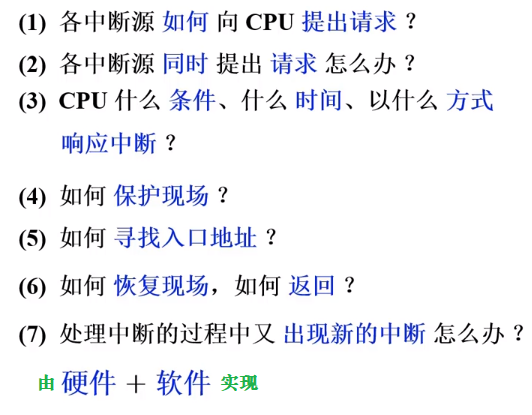 (1) 各中断源 如何 向 CPU 提出请求 ？
(2) 各中断源 同时 提出 请求 怎么办 ？
(3) CPU 什么 条件、什么 时间、以什么 方式
响应中断 ？
(4) 如何 保护现场 ？
(5) 如何 寻找入口地址 ？
(6) 如何 恢复现场，如何 返回 ？
(7) 处理中断的过程中又 出现新的中断 怎么办 ？
由 硬件 + 软件 实现